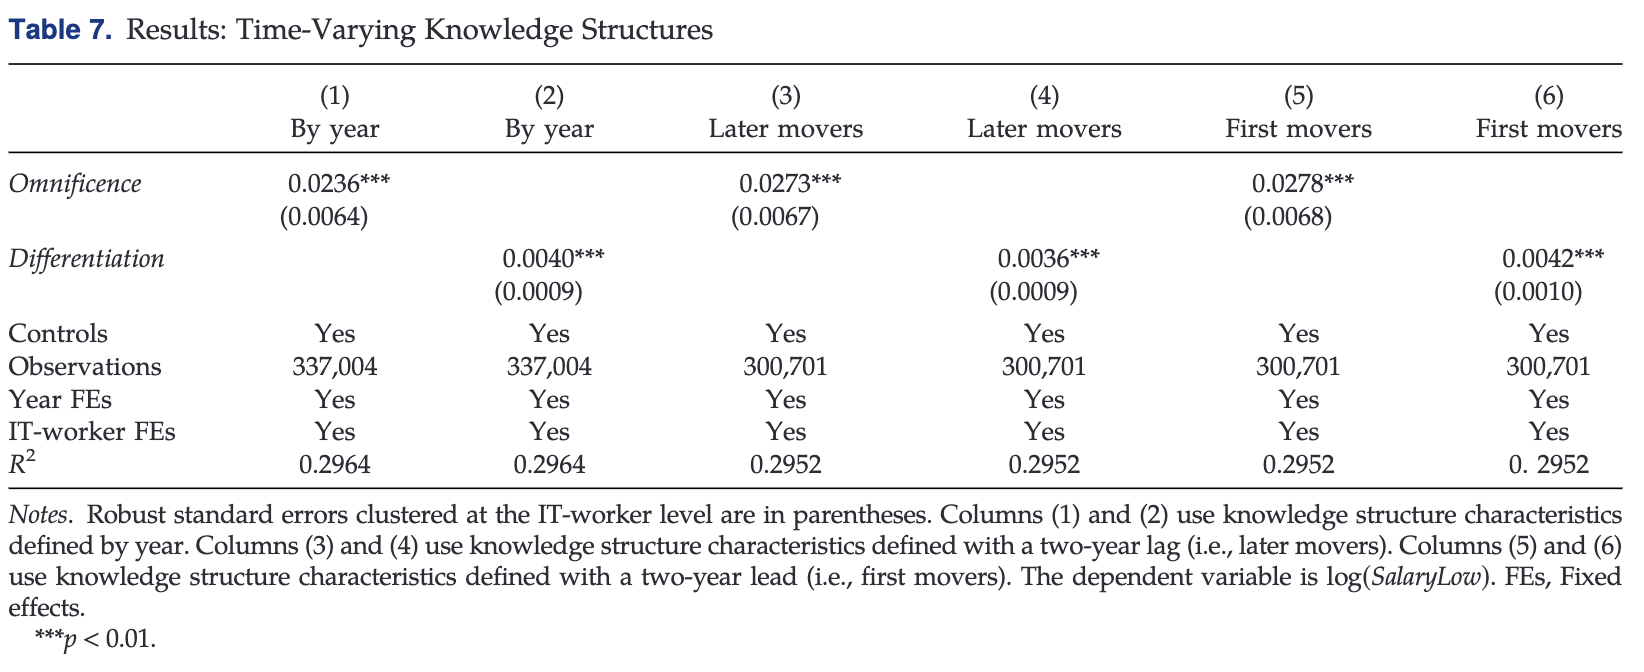 Table 7. Results: Time-Varying Knowledge Structures
(1) (2) (3) (4) (5) (6)
By year By year Later movers Later movers First movers First movers
Omnificence 0.0236*** 0.0273*** 0.0278***
(0.0064) (0.0067) (0.0068)
Differentiation 0.0040*** 0.0036*** 0.0042***
(0.0009) (0.0009) (0.0010)
Controls Yes Yes Yes Yes Yes Yes
Observations 337,004 337,004 300,701 300,701 300,701 300,701
Year FEs Yes Yes Yes Yes Yes Yes
IT-worker FEs Yes Yes Yes Yes Yes Yes
R² 0.2964 0.2964 0.2952 0.2952 0.2952 0. 2952
Notes. Robust standard errors clustered at the IT-worker level are in parentheses. Columns (1) and (2) use knowledge structure characteristics
defined by year. Columns (3) and (4) use knowledge structure characteristics defined with a two-year lag (i.e., later movers). Columns (5) and (6)
use knowledge structure characteristics defined with a two-year lead (i.e., first movers). The dependent variable is log(SalaryLow). FEs, Fixed
effects.
***p < 0.01.